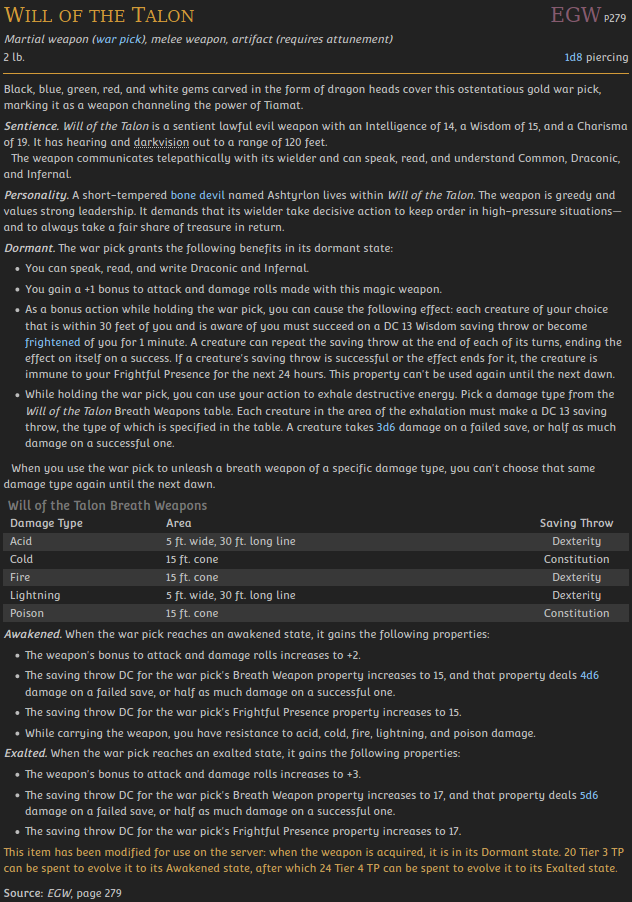 WILL OF THE TALON EGW P279
Martial weapon (war pick), melee weapon, artifact (requires attunement)
2 lb. 1d8 piercing
Black, blue, green, red, and white gems carved in the form of dragon heads cover this ostentatious gold war pick,
marking it as a weapon channeling the power of Tiamat.
Sentience. Will of the Talon is a sentient lawful evil weapon with an Intelligence of 14, a Wisdom of 15, and a Charisma
of 19. It has hearing and darkvision out to a range of 120 feet.
The weapon communicates telepathically with its wielder and can speak, read, and understand Common, Draconic,
and Infernal.
Personality. A short-tempered bone devil named Ashtyrlon lives within Will of the Talon. The weapon is greedy and
values strong leadership. It demands that its wielder take decisive action to keep order in high-pressure situations—
and to always take a fair share of treasure in return.
Dormant. The war pick grants the following benefits in its dormant state:
• You can speak, read, and write Draconic and Infernal.
• You gain a +1 bonus to attack and damage rolls made with this magic weapon.
• As a bonus action while holding the war pick, you can cause the following effect: each creature of your choice
that is within 30 feet of you and is aware of you must succeed on a DC 13 Wisdom saving throw or become
frightened of you for 1 minute. A creature can repeat the saving throw at the end of each of its turns, ending the
effect on itself on a success. If a creature's saving throw is successful or the effect ends for it, the creature is
immune to your Frightful Presence for the next 24 hours. This property can't be used again until the next dawn.
• While holding the war pick, you can use your action to exhale destructive energy. Pick a damage type from the
Will of the Talon Breath Weapons table. Each creature in the area of the exhalation must make a DC 13 saving
throw, the type of which is specified in the table. A creature takes 3d6 damage on a failed save, or half as much
damage on a successful one.
When you use the war pick to unleash a breath weapon of a specific damage type, you can't choose that same
damage type again until the next dawn.
Will of the Talon Breath Weapons
Damage Type Area Saving Throw
Acid 5 ft. wide, 30 ft. long line Dexterity
Cold 15 ft. cone Constitution
Fire 15 ft. cone Dexterity
Lightning 5 ft. wide, 30 ft. long line Dexterity
Poison 15 ft. cone Constitution
Awakened. When the war pick reaches an awakened state, it gains the following properties:
• The weapon's bonus to attack and damage rolls increases to +2.
• The saving throw DC for the war pick's Breath Weapon property increases to 15, and that property deals 4d6
damage on a failed save, or half as much damage on a successful one.
• The saving throw DC for the war pick's Frightful Presence property increases to 15.
• While carrying the weapon, you have resistance to acid, cold, fire, lightning, and poison damage.
Exalted. When the war pick reaches an exalted state, it gains the following properties:
• The weapon's bonus to attack and damage rolls increases to +3.
• The saving throw DC for the war pick's Breath Weapon property increases to 17, and that property deals 5d6
damage on a failed save, or half as much damage on a successful one.
• The saving throw DC for the war pick's Frightful Presence property increases to 17.
This item has been modified for use on the server: when the weapon is acquired, it is in its Dormant state. 20 Tier 3 TP
can be spent to evolve it to its Awakened state, after which 24 Tier 4 TP can be spent to evolve it to its Exalted state.
Source: EGW, page 279